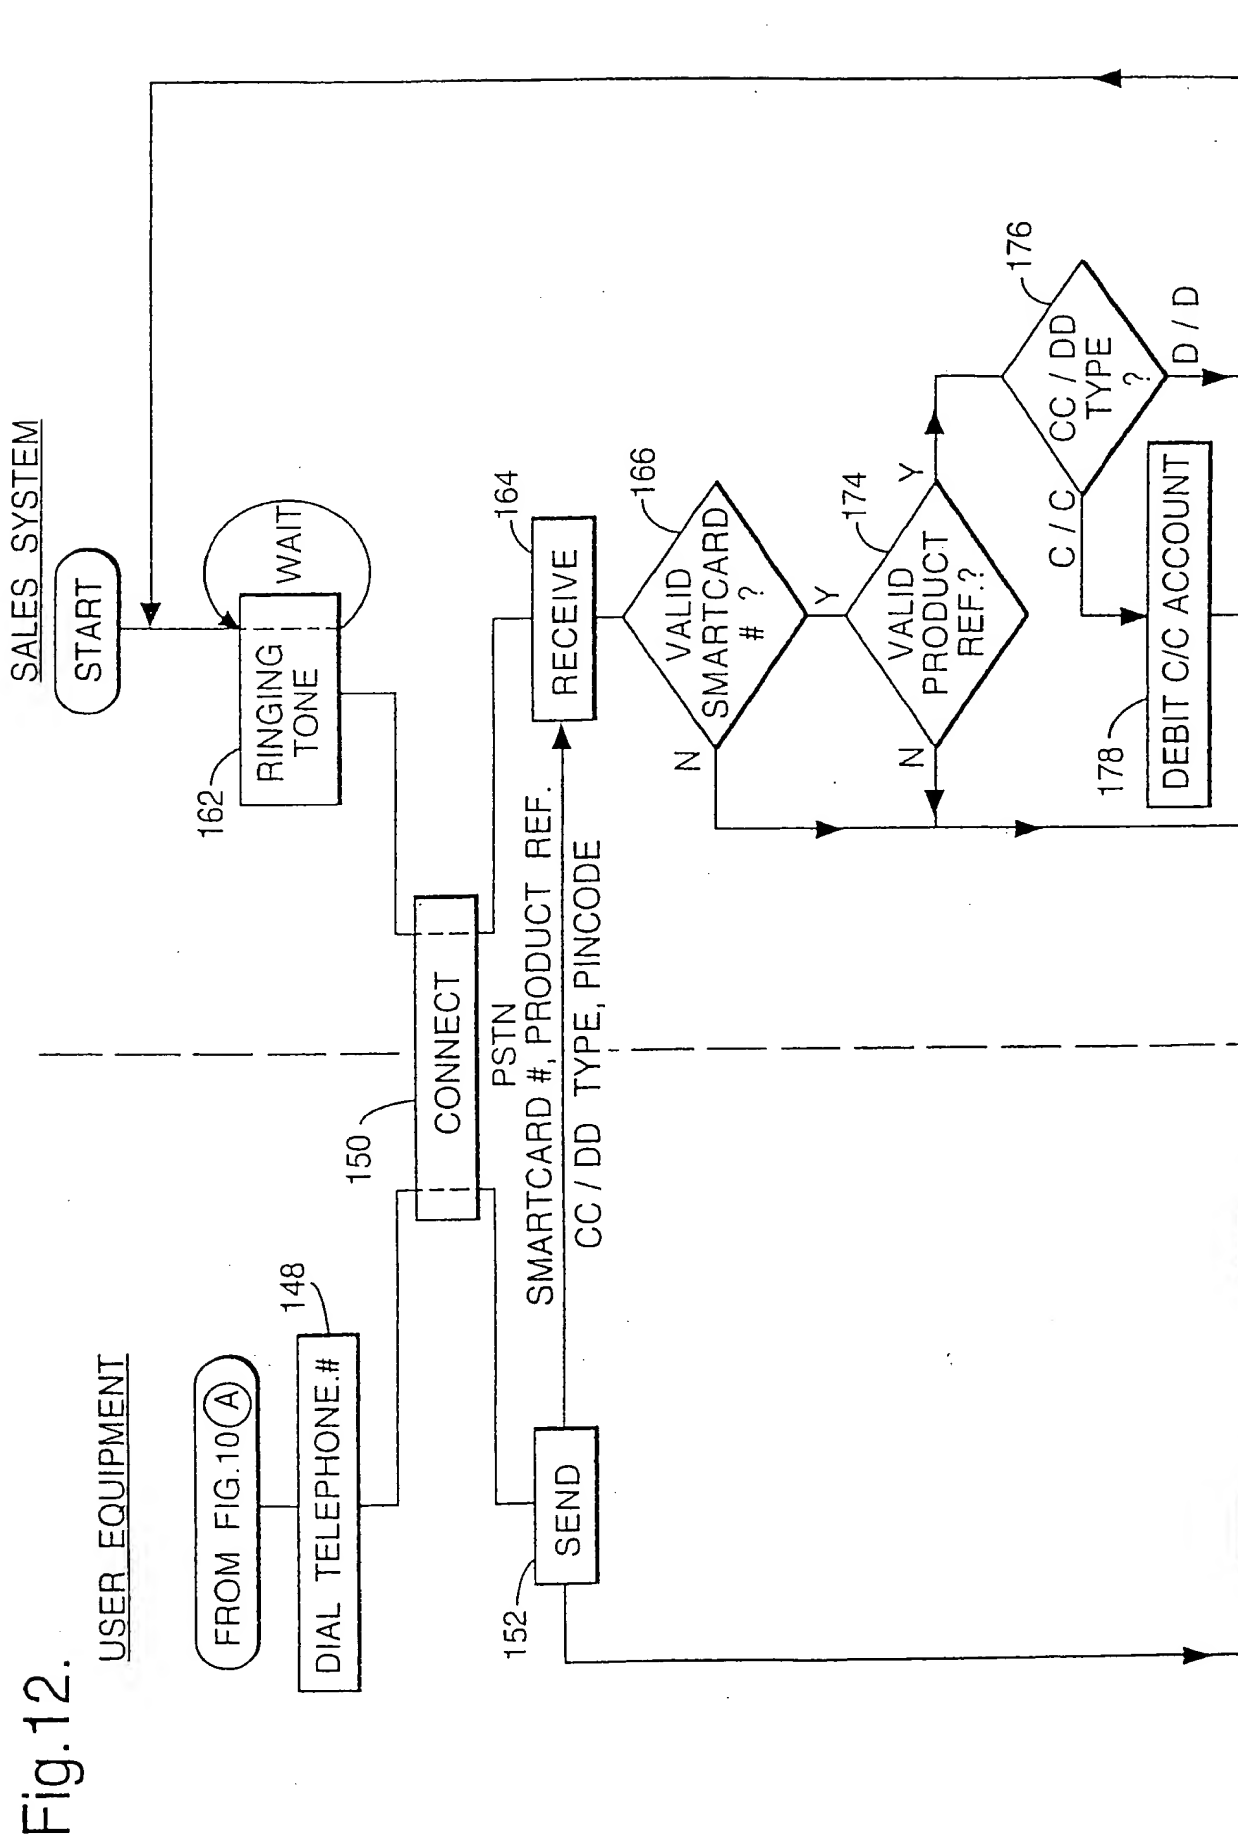 Fig.12.
USER EQUIPMENT
SALES SYSTEM
FROM FIG.10 A
START
DIAL TELEPHONE.#
148
162
RINGING
TONE
WAIT
150
CONNECT
PSTN
SMARTCARD #, PRODUCT REF.
CC / DD TYPE, PINCODE
152
SEND
RECEIVE
164
VALID
SMARTCARD
# ?
166
N
Y
VALID
PRODUCT
REF.?
174
N
Y
CC / DD
TYPE
?
176
C / C
D / D
178
DEBIT C/C ACCOUNT